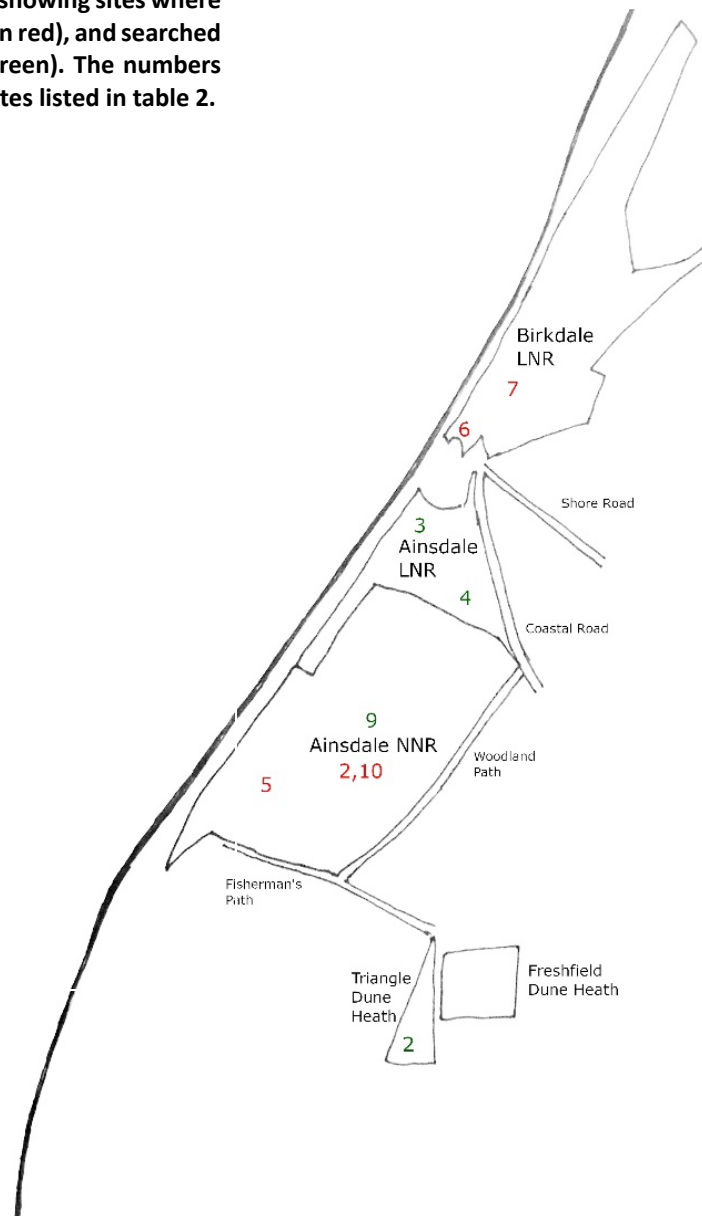 showing sites where
n red), and searched
reen). The numbers
tes listed in table 2.
Birkdale
LNR
7
6
Shore Road
3
Ainsdale
LNR
4
Coastal Road
9
Ainsdale NNR
2,10
5
Woodland
Path
Fisherman's
Path
Triangle
Dune
Heath
Freshfield
Dune Heath
2